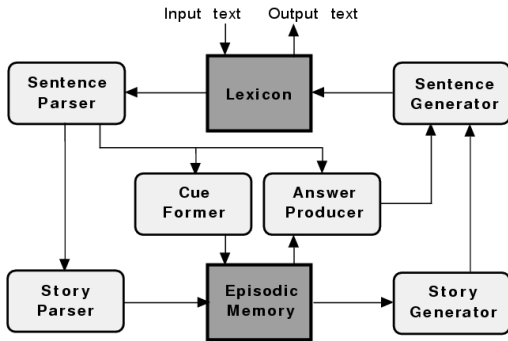 Input text
Output text
Sentence
Parser
Lexicon
Sentence
Generator
Cue
Former
Answer
Producer
Story
Parser
Episodic
Memory
Story
Generator